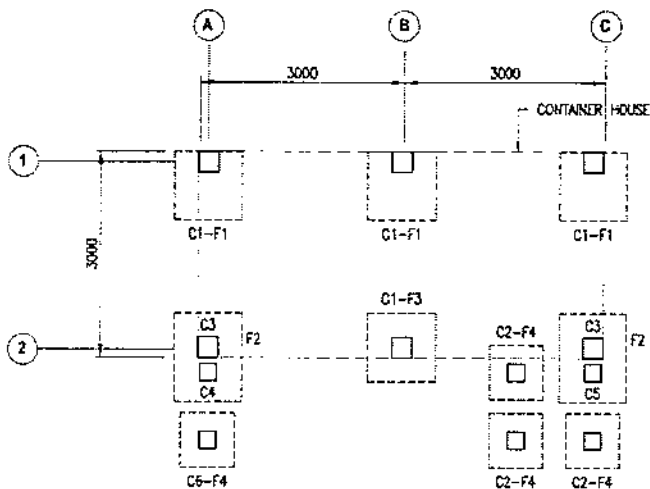 A
B
C
3000
3000
CONTAINER HOUSE
1
C1-F1
C1-F1
C1-F1
3000
C1-F3
2
C3
F2
C4
C2-F4
C3
F2
C5
C6-F4
C2-F4
C2-F4